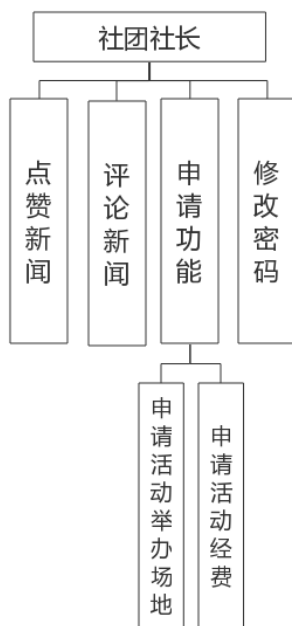 社团社长
点赞新闻
评论新闻
申请功能
修改密码
申请活动举办场地
申请活动经费